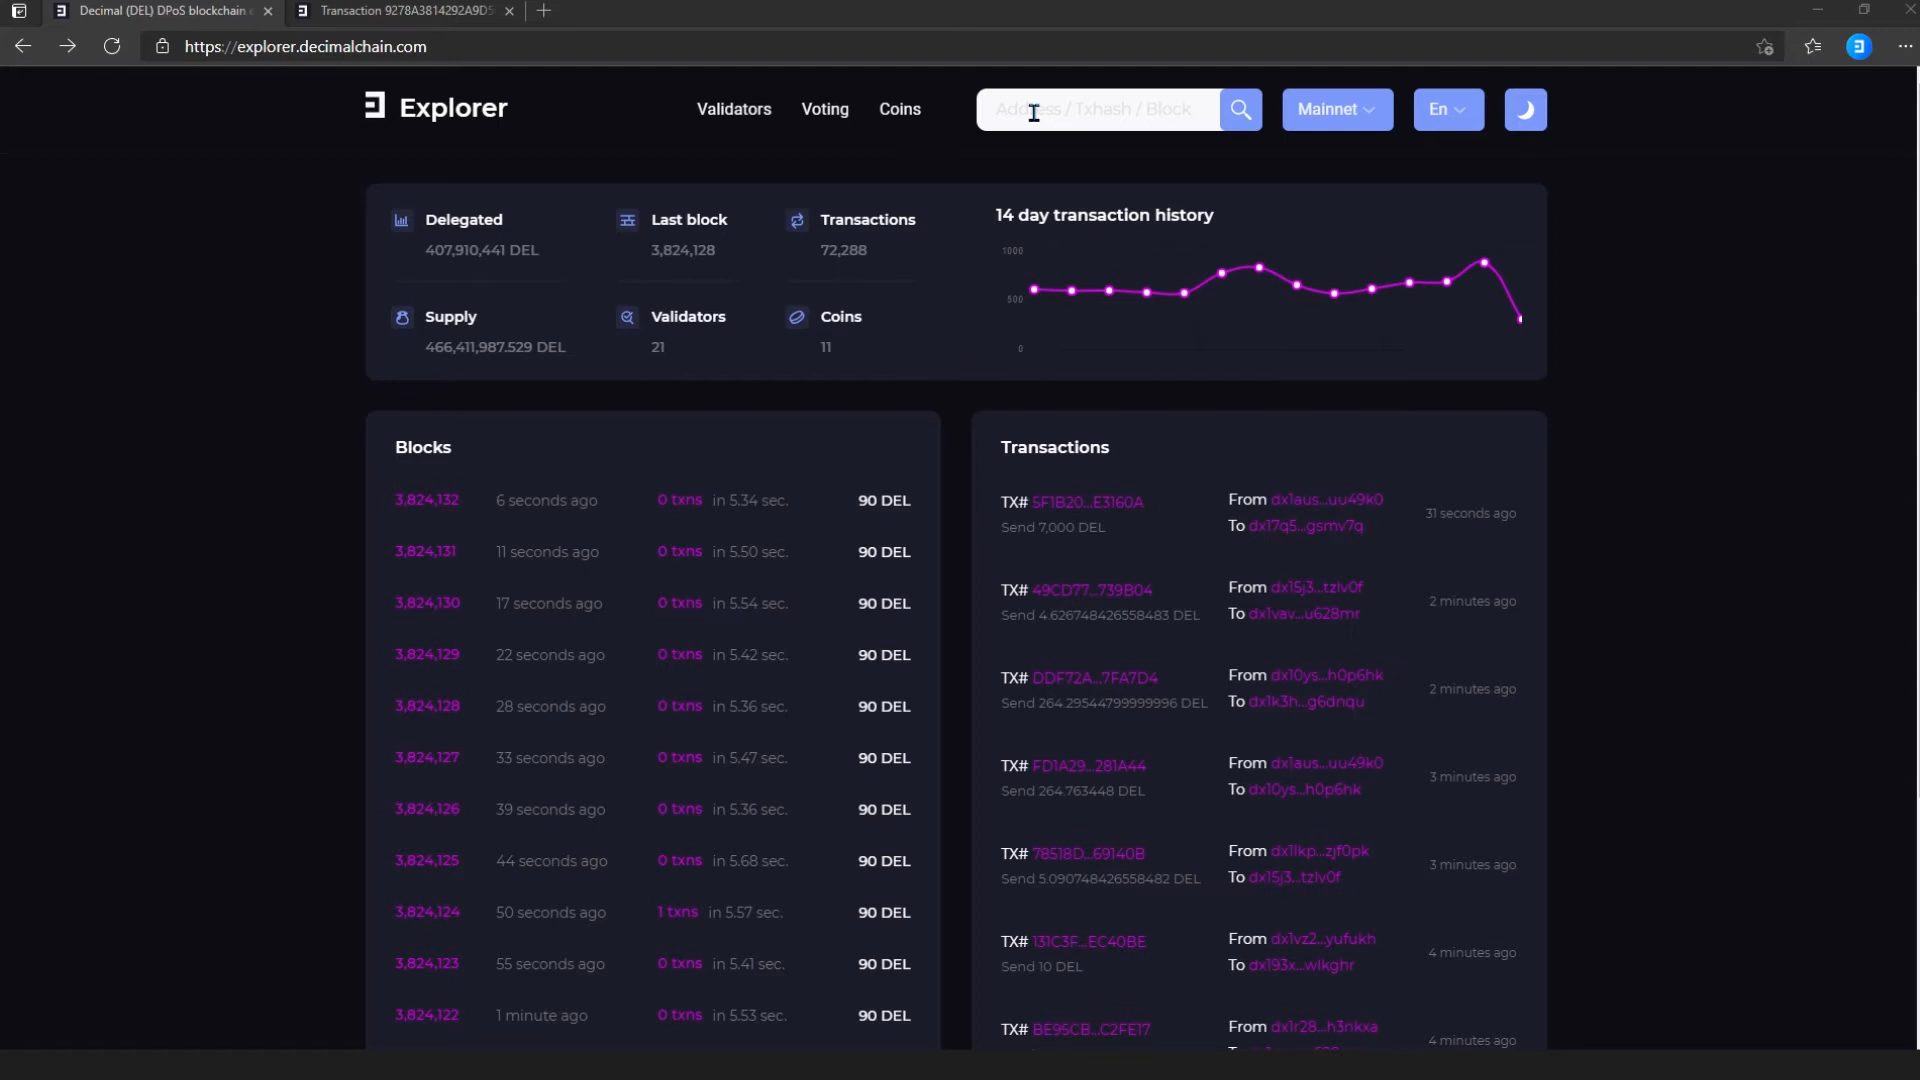 Decimal (DEL) DPoS blockchain
Transaction 9278A3814292A9D5
https://explorer.decimalchain.com
Explorer
Validators Voting Coins
Address / Txhash / Block
Mainnet
En
Delegated
407,910,441 DEL
Last block
3,824,128
Transactions
72,288
Supply
466,411,987.529 DEL
Validators
21
Coins
11
14 day transaction history
1000
500
0
Blocks
3,824,132 6 seconds ago 0 txns in 5.34 sec. 90 DEL
3,824,131 11 seconds ago 0 txns in 5.50 sec. 90 DEL
3,824,130 17 seconds ago 0 txns in 5.54 sec. 90 DEL
3,824,129 22 seconds ago 0 txns in 5.42 sec. 90 DEL
3,824,128 28 seconds ago 0 txns in 5.36 sec. 90 DEL
3,824,127 33 seconds ago 0 txns in 5.47 sec. 90 DEL
3,824,126 39 seconds ago 0 txns in 5.36 sec. 90 DEL
3,824,125 44 seconds ago 0 txns in 5.68 sec. 90 DEL
3,824,124 50 seconds ago 1 txns in 5.57 sec. 90 DEL
3,824,123 55 seconds ago 0 txns in 5.41 sec. 90 DEL
3,824,122 1 minute ago 0 txns in 5.53 sec. 90 DEL
Transactions
TX# 5F1B20...E3160A From dx1aus...uu49k0
Send 7,000 DEL To dx17q5...gsmv7q
31 seconds ago
TX# 49CD77...739B04 From dx15j3...tzlv0f
Send 4.626748426558483 DEL To dx1vav...u628mr
2 minutes ago
TX# DDF72A...7FA7D4 From dx10ys...h0p6hk
Send 264.29544799999996 DEL To dx1k3h...g6dnqu
2 minutes ago
TX# FD1A29...281A44 From dx1aus...uu49k0
Send 264.763448 DEL To dx10ys...h0p6hk
3 minutes ago
TX# 78518D...69140B From dx1lkp...zjf0pk
Send 5.090748426558482 DEL To dx15j3...tzlv0f
3 minutes ago
TX# 131C3F...EC40BE From dx1vz2...yufukh
Send 10 DEL To dx193x...wlkghr
4 minutes ago
TX# BE95CB...C2FE17 From dx1r28...h3nkxa
4 minutes ago